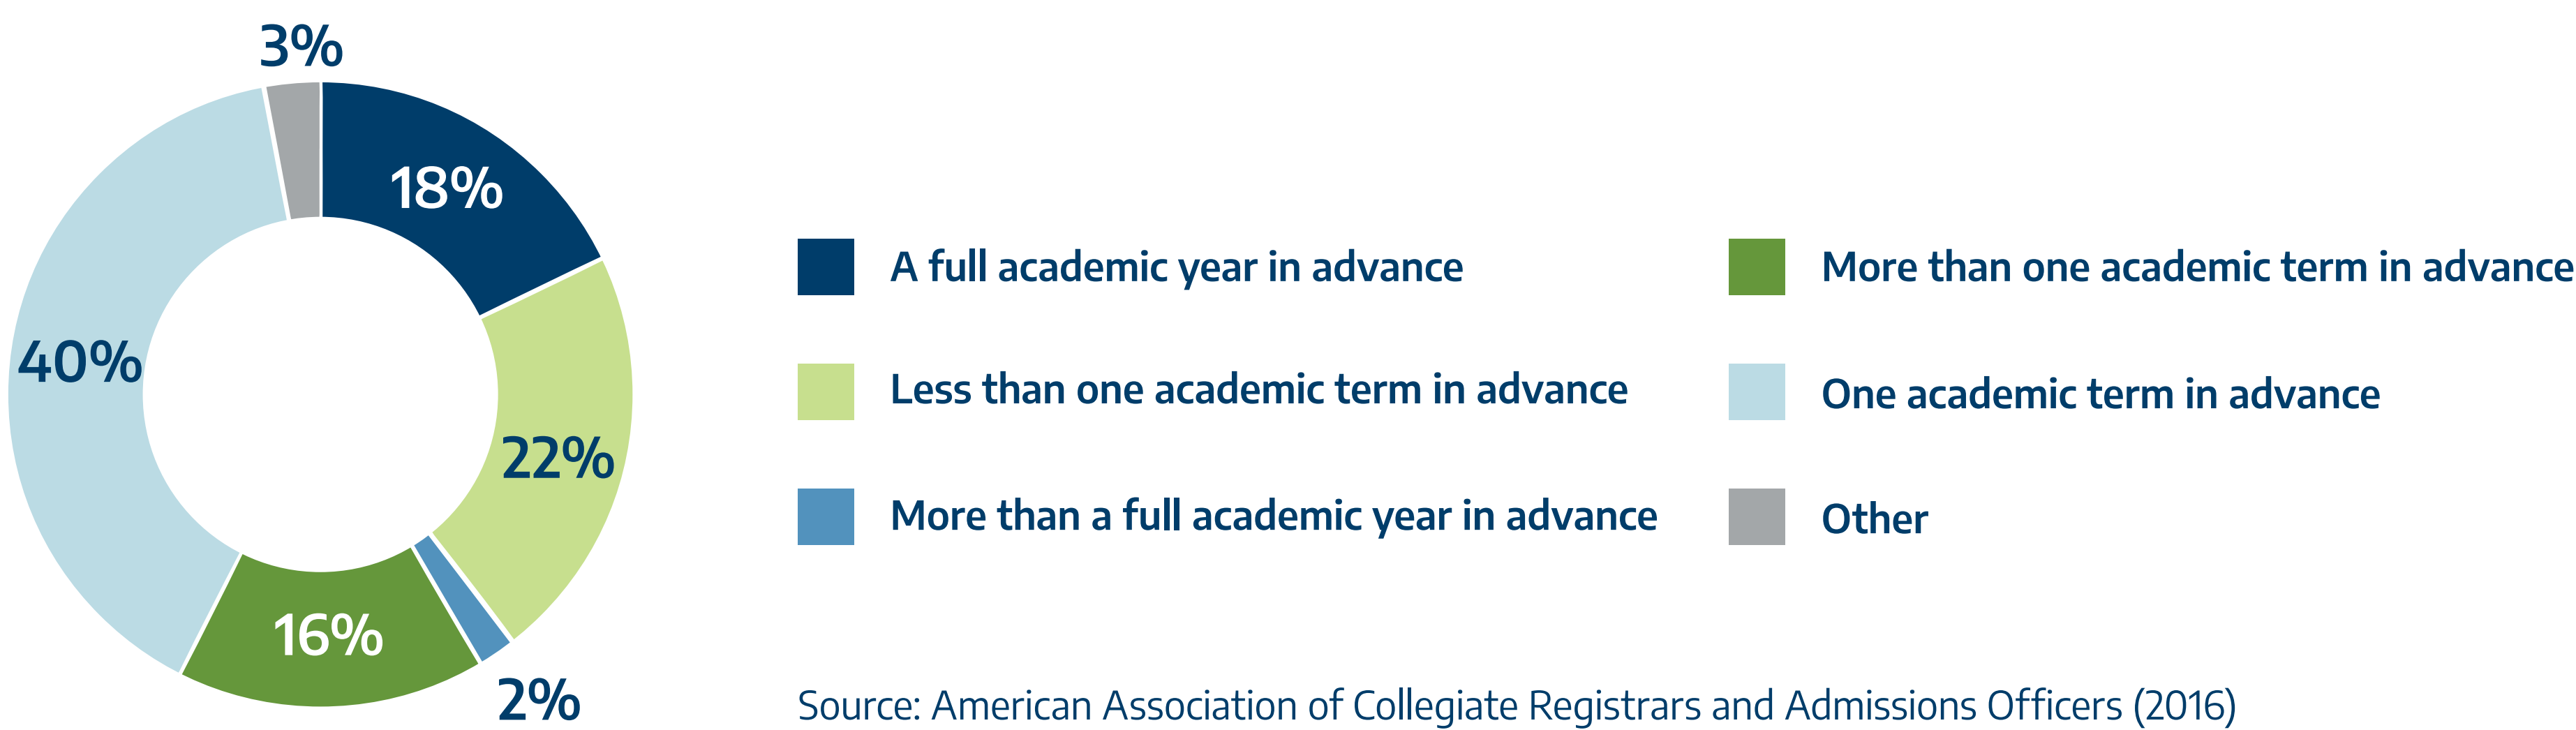 3%
18%
40%
22%
16%
2%
A full academic year in advance
Less than one academic term in advance
More than a full academic year in advance
More than one academic term in advance
One academic term in advance
Other
Source: American Association of Collegiate Registrars and Admissions Officers (2016)